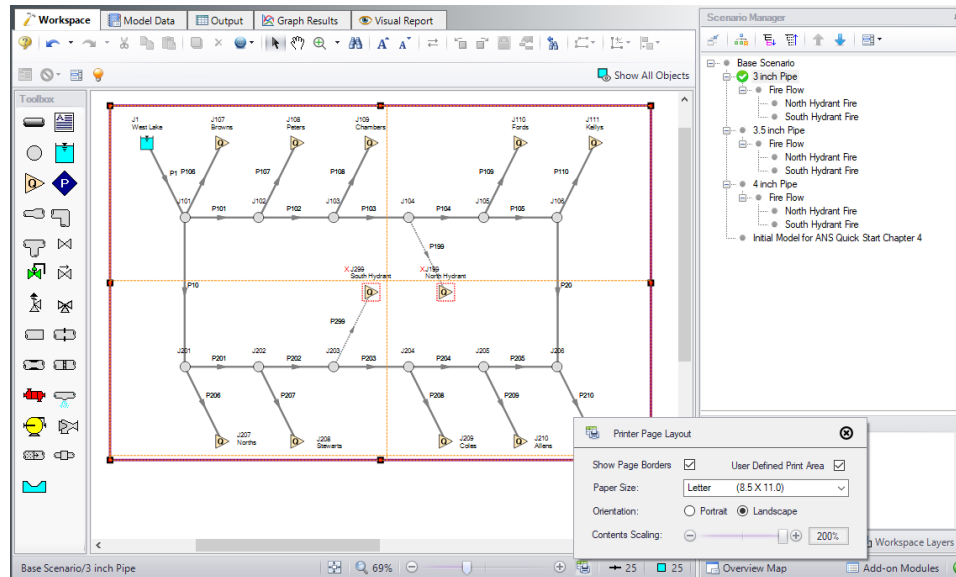 Workspace
Model Data
Output
Graph Results
Visual Report
Scenario Manager
A A
Show All Objects
Toolbox
Base Scenario
3 inch Pipe
Fire Flow
North Hydrant Fire
South Hydrant Fire
3.5 inch Pipe
Fire Flow
North Hydrant Fire
South Hydrant Fire
4 inch Pipe
Fire Flow
North Hydrant Fire
South Hydrant Fire
Initial Model for ANS Quick Start Chapter 4
J1
West Lake
J107
Browns
J108
Peters
J109
Chambers
J110
Fords
J111
Kellys
Q Q Q Q Q
Q P
P1 P106 P107 P108 P109 P110
J101 J102 J103 J104 J105 J106
P101 P102 P103 P104 P105
P199
X J299
South Hydrant
X J199
North Hydrant
Q Q
P10 P20
P299
J201 J202 J203 J204 J205 J206
P201 P202 P203 P204 P205
P206 P207 P208 P209 P210
Q J207
Norths
Q J208
Stewarts
Q J209
Coles
Q J210
Allens
Printer Page Layout
Show Page Borders
User Defined Print Area
Paper Size:
Letter (8.5 X 11.0)
Orientation:
Portrait
Landscape
Contents Scaling:
200%
Workspace Layers
Base Scenario/3 inch Pipe
69%
25
25
Overview Map
Add-on Modules